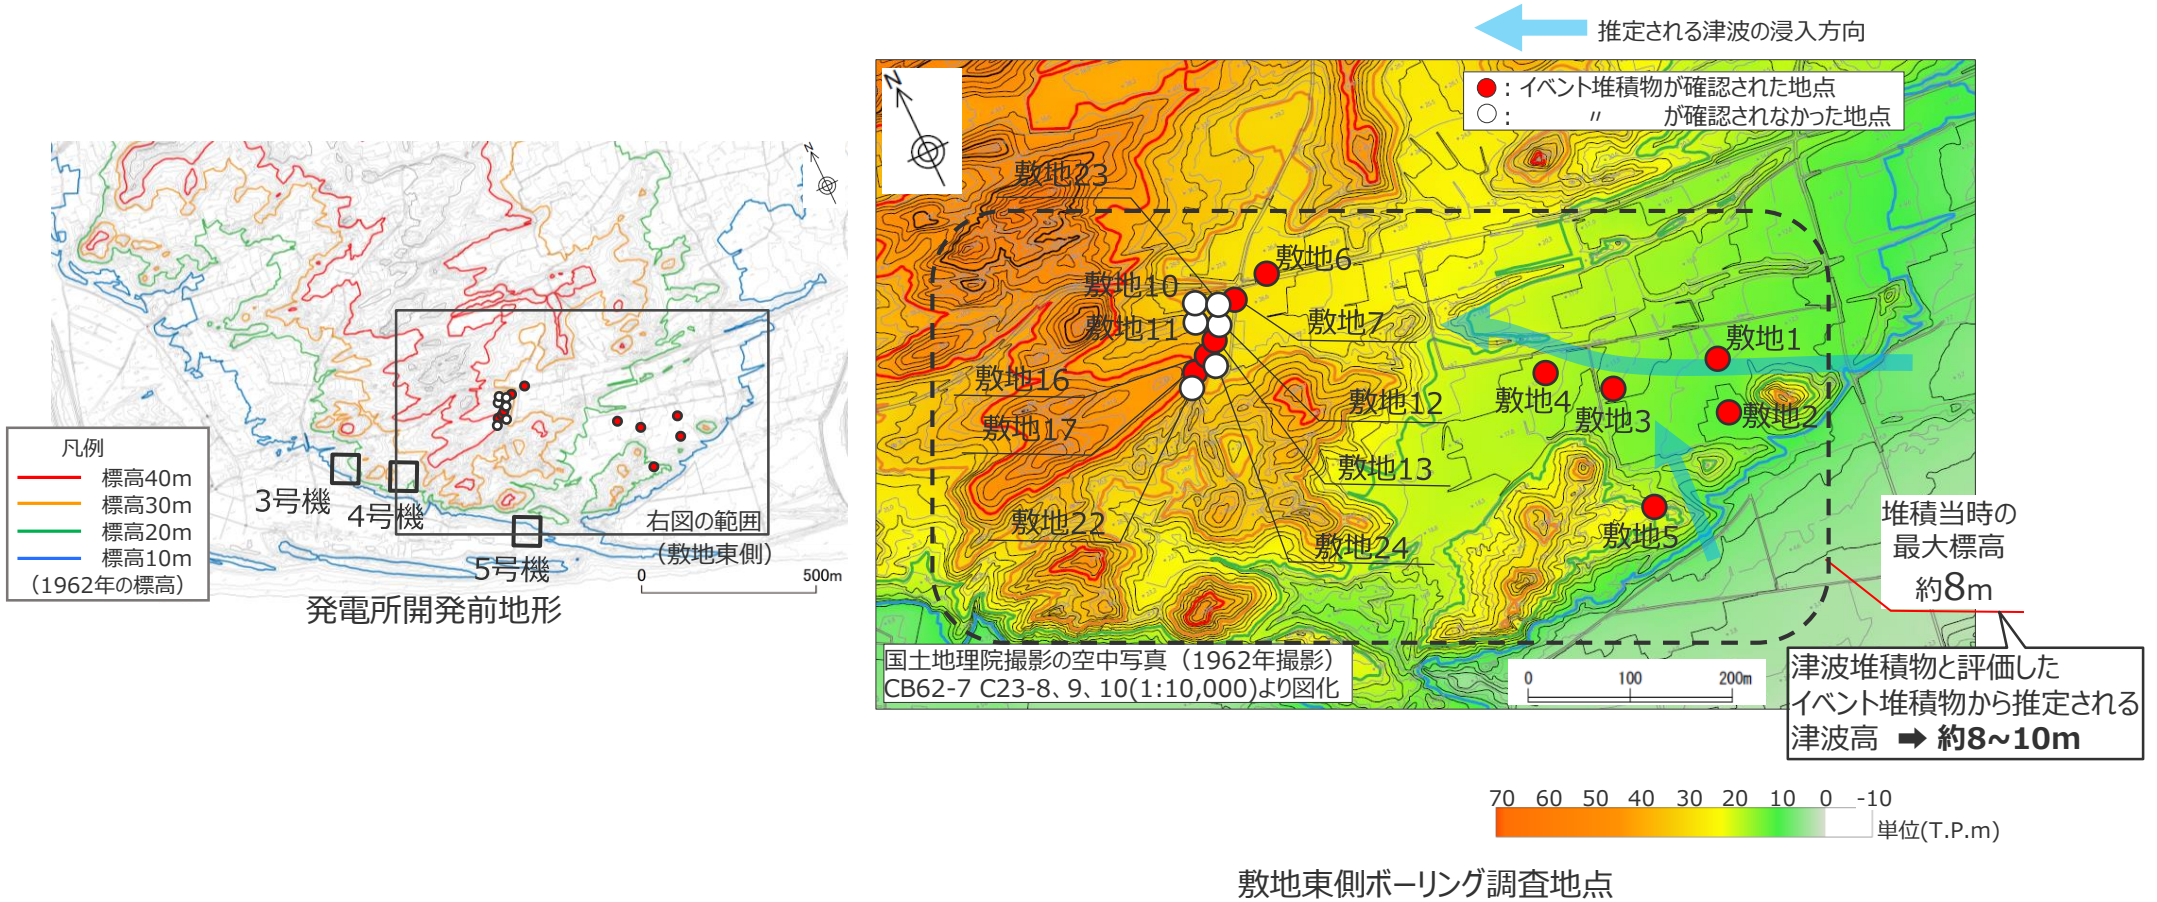 推定される津波の浸入方向
N
●：イベント堆積物が確認された地点
○：　〃　が確認されなかった地点
敷地23
敷地6
敷地10
敷地11
敷地7
敷地1
敷地16
敷地12
敷地4
敷地3
敷地2
敷地17
敷地13
敷地22
敷地24
敷地5
堆積当時の
最大標高
約8m
国土地理院撮影の空中写真（1962年撮影）
CB62-7 C23-8、9、10(1:10,000)より図化
0 100 200m
津波堆積物と評価した
イベント堆積物から推定される
津波高 ➡ 約8~10m
70 60 50 40 30 20 10 0 -10
単位(T.P.m)
敷地東側ボーリング調査地点
N
凡例
標高40m
標高30m
標高20m
標高10m
（1962年の標高）
3号機
4号機
5号機
右図の範囲
（敷地東側）
0 500m
発電所開発前地形